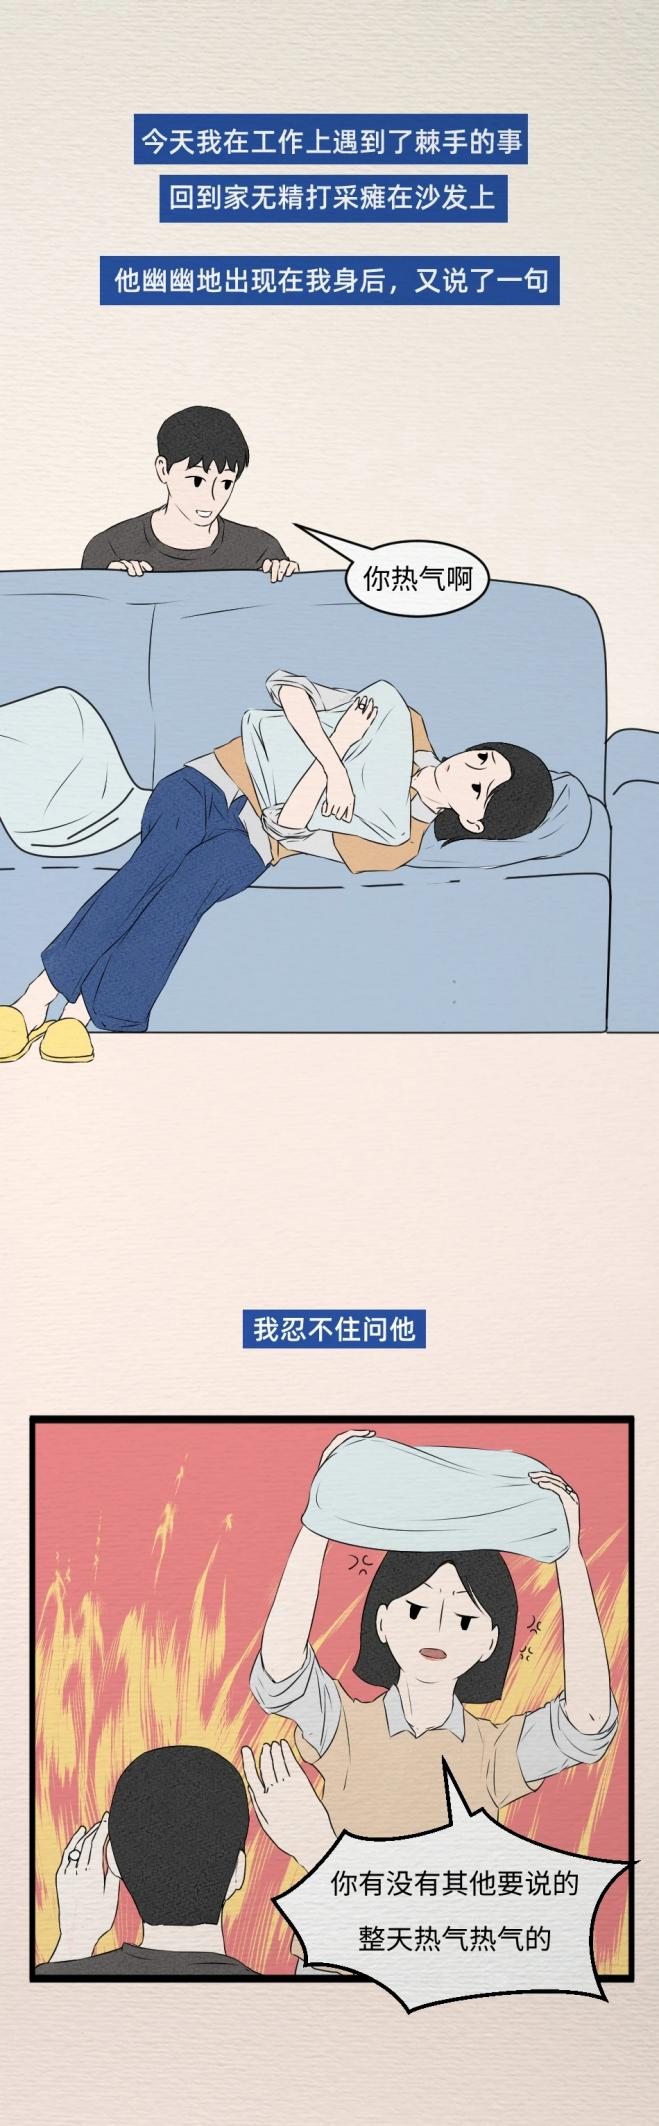 今天我在工作上遇到了棘手的事
回到家无精打采瘫在沙发上
他幽幽地出现在我身后，又说了一句
你热气啊
我忍不住问他
你有没有其他要说的
整天热气热气的